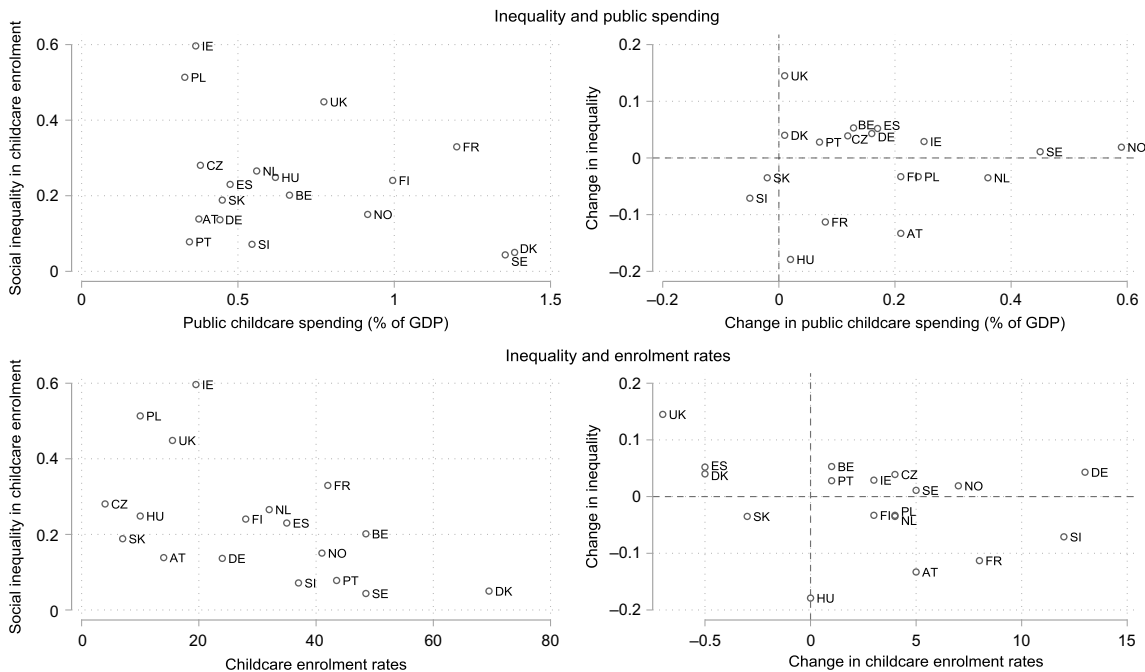 Inequality and public spending
Social inequality in childcare enrolment
0.6
0.4
0.2
0
IE
PL
UK
FR
CZ
NL
HU
ES
FI
BE
SK
AT
DE
NO
PT
SI
DK
SE
0
0.5
1
1.5
Public childcare spending (% of GDP)
Change in inequality
0.2
0.1
0
–0.1
–0.2
UK
BE
ES
DK
PT
CZ
DE
IE
SE
NO
SK
FI
PL
NL
SI
FR
AT
HU
–0.2
0
0.2
0.4
0.6
Change in public childcare spending (% of GDP)
Inequality and enrolment rates
Social inequality in childcare enrolment
0.6
0.4
0.2
0
IE
PL
UK
FR
CZ
NL
HU
FI
ES
BE
SK
AT
DE
NO
SI
PT
SE
DK
0
20
40
60
80
Childcare enrolment rates
Change in inequality
0.2
0.1
0
–0.1
–0.2
UK
ES
DK
BE
PT
IE
CZ
SE
NO
DE
SK
FI
PL
NL
SI
FR
AT
HU
–0.5
0
5
10
15
Change in childcare enrolment rates